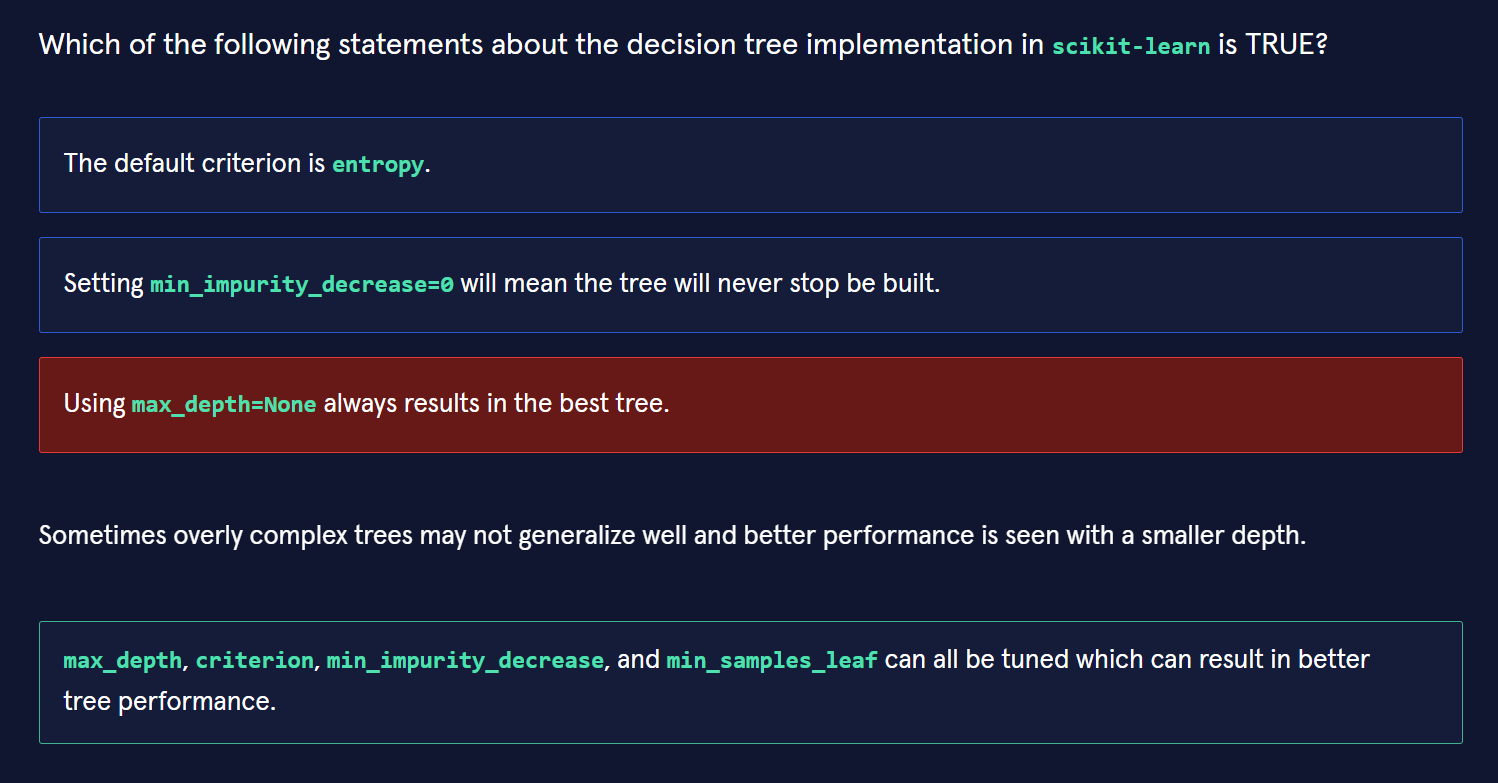 Which of the following statements about the decision tree implementation in scikit-learn is TRUE?
The default criterion is entropy.
Setting min_impurity_decrease=0 will mean the tree will never stop be built.
Using max_depth=None always results in the best tree.
Sometimes overly complex trees may not generalize well and better performance is seen with a smaller depth.
max_depth, criterion, min_impurity_decrease, and min_samples_leaf can all be tuned which can result in better
tree performance.